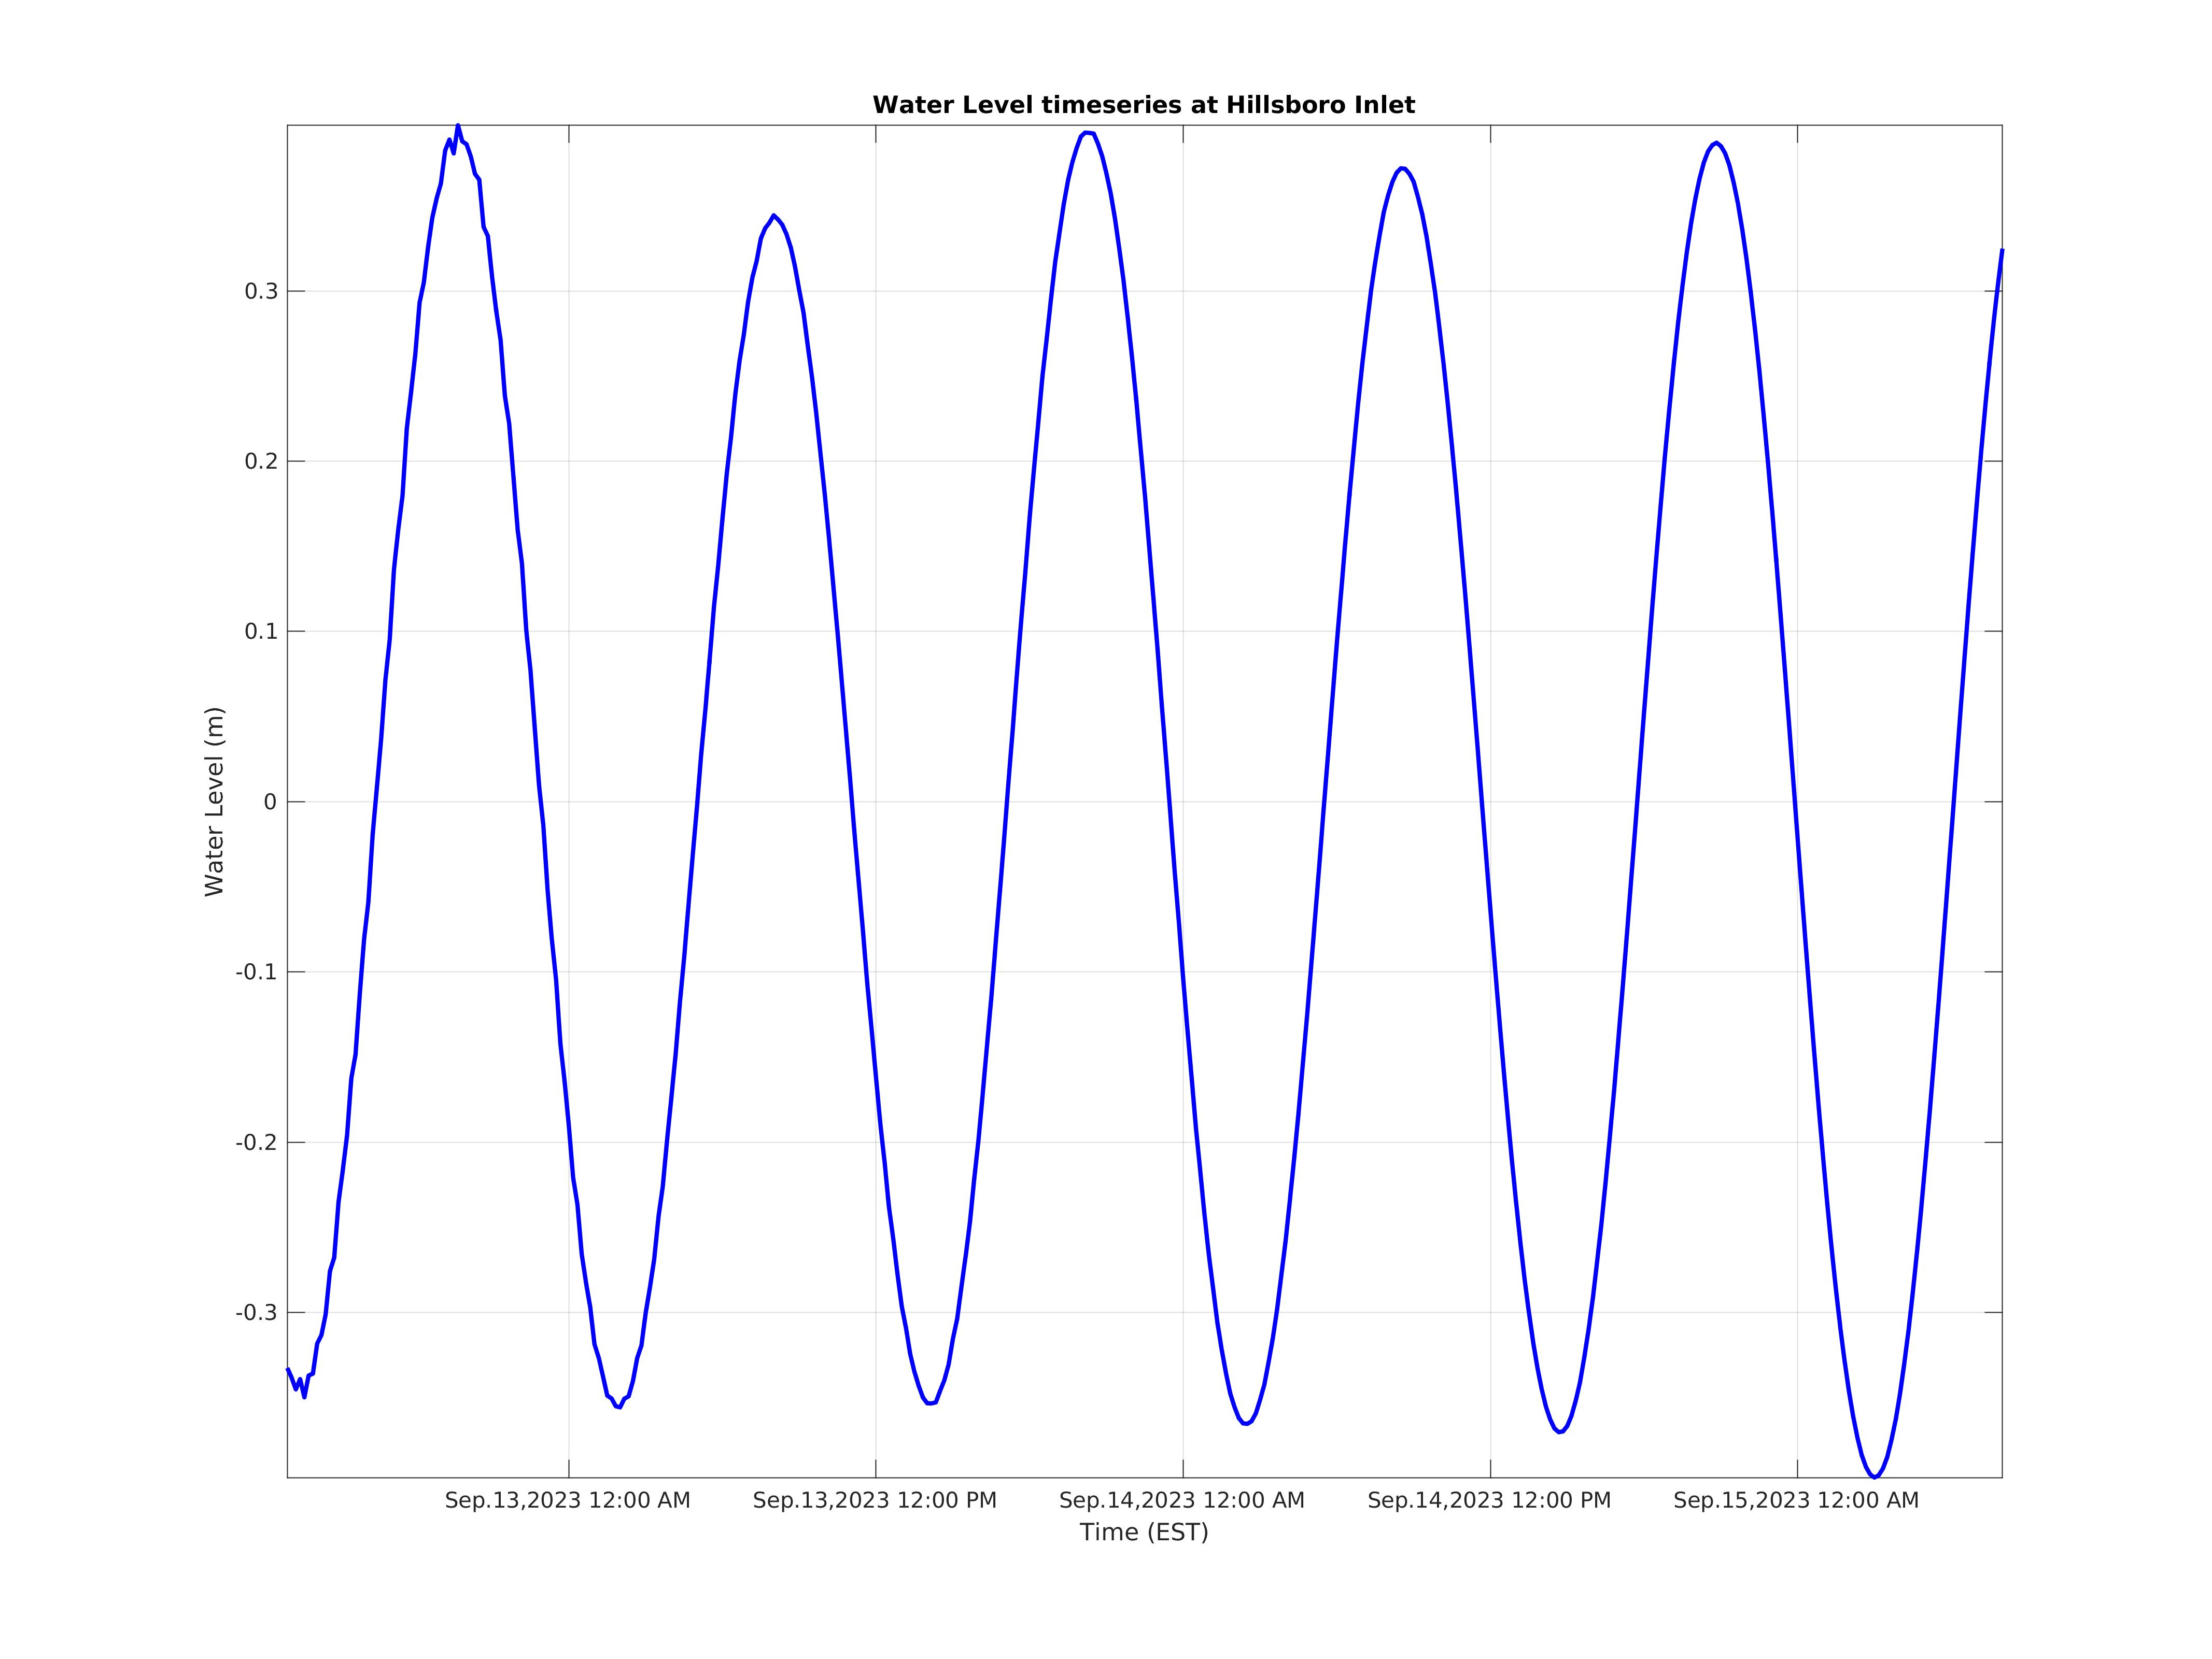 Water Level timeseries at Hillsboro Inlet
0.3
0.2
0.1
0
-0.1
-0.2
-0.3
Water Level (m)
Sep.13,2023 12:00 AM
Sep.13,2023 12:00 PM
Sep.14,2023 12:00 AM
Sep.14,2023 12:00 PM
Sep.15,2023 12:00 AM
Time (EST)